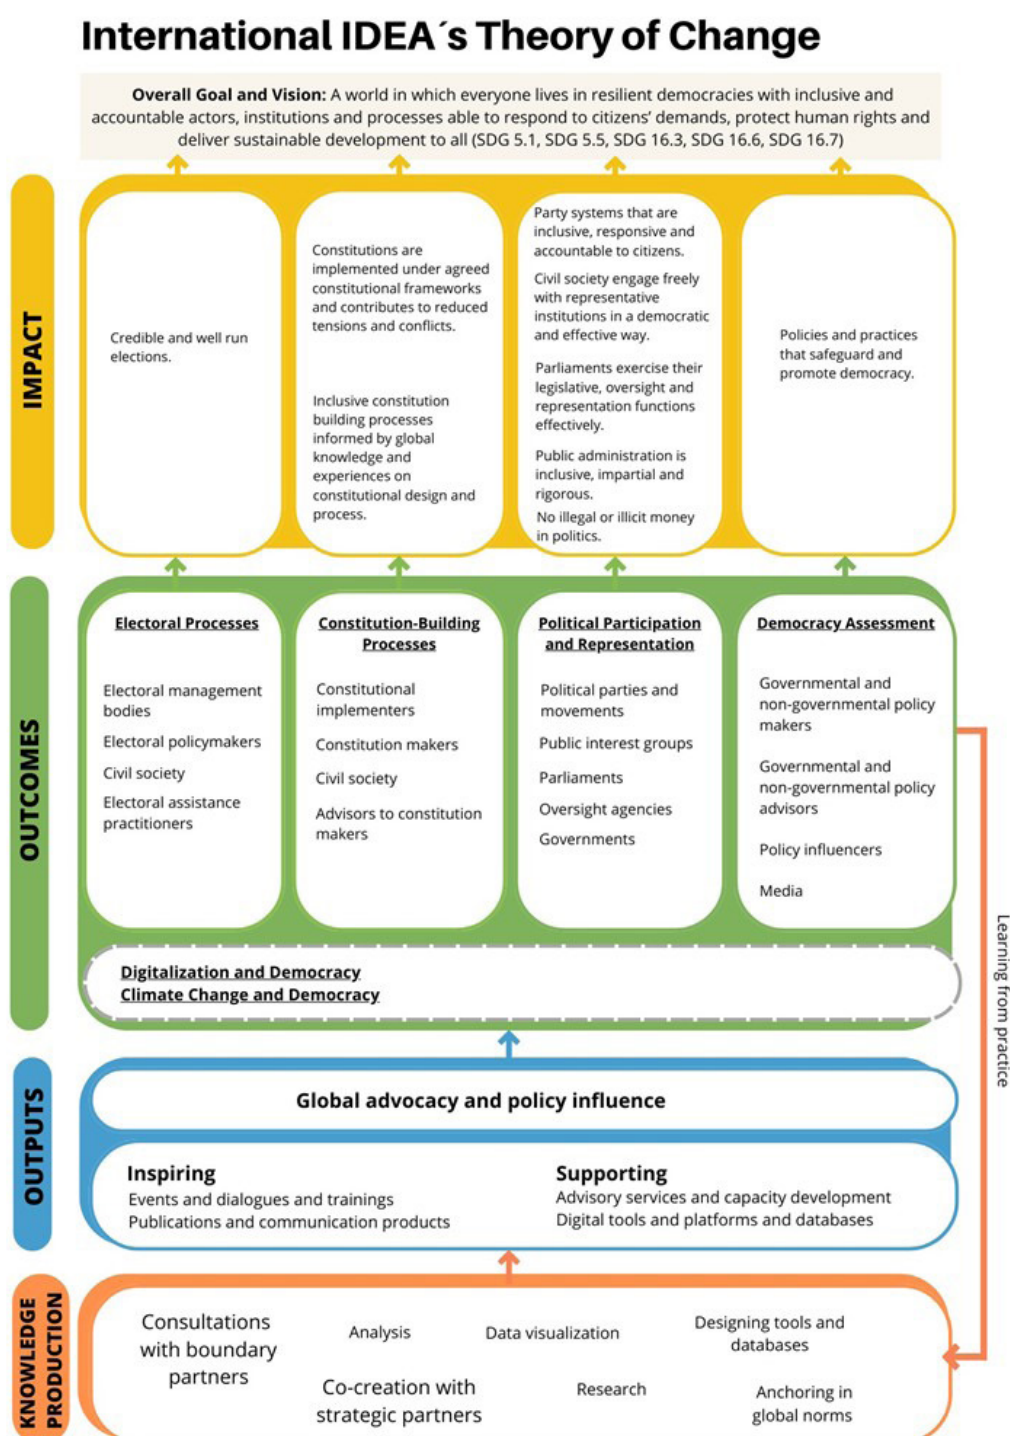 International IDEA´s Theory of Change
Overall Goal and Vision: A world in which everyone lives in resilient democracies with inclusive and
accountable actors, institutions and processes able to respond to citizens’ demands, protect human rights and
deliver sustainable development to all (SDG 5.1, SDG 5.5, SDG 16.3, SDG 16.6, SDG 16.7)
IMPACT
Credible and well run
elections.
Constitutions are
implemented under agreed
constitutional frameworks
and contributes to reduced
tensions and conflicts.
Inclusive constitution
building processes
informed by global
knowledge and
experiences on
constitutional design and
process.
Party systems that are
inclusive, responsive and
accountable to citizens.
Civil society engage freely
with representative
institutions in a democratic
and effective way.
Parliaments exercise their
legislative, oversight and
representation functions
effectively.
Public administration is
inclusive, impartial and
rigorous.
No illegal or illicit money
in politics.
Policies and practices
that safeguard and
promote democracy.
OUTCOMES
Electoral Processes
Electoral management
bodies
Electoral policymakers
Civil society
Electoral assistance
practitioners
Constitution-Building
Processes
Constitutional
implementers
Constitution makers
Civil society
Advisors to constitution
makers
Political Participation
and Representation
Political parties and
movements
Public interest groups
Parliaments
Oversight agencies
Governments
Democracy Assessment
Governmental and
non-governmental policy
makers
Governmental and
non-governmental policy
advisors
Policy influencers
Media
Digitalization and Democracy
Climate Change and Democracy
Learning from practice
OUTPUTS
Global advocacy and policy influence
Inspiring
Events and dialogues and trainings
Publications and communication products
Supporting
Advisory services and capacity development
Digital tools and platforms and databases
KNOWLEDGE
PRODUCTION
Consultations
with boundary
partners
Analysis
Data visualization
Designing tools and
databases
Co-creation with
strategic partners
Research
Anchoring in
global norms